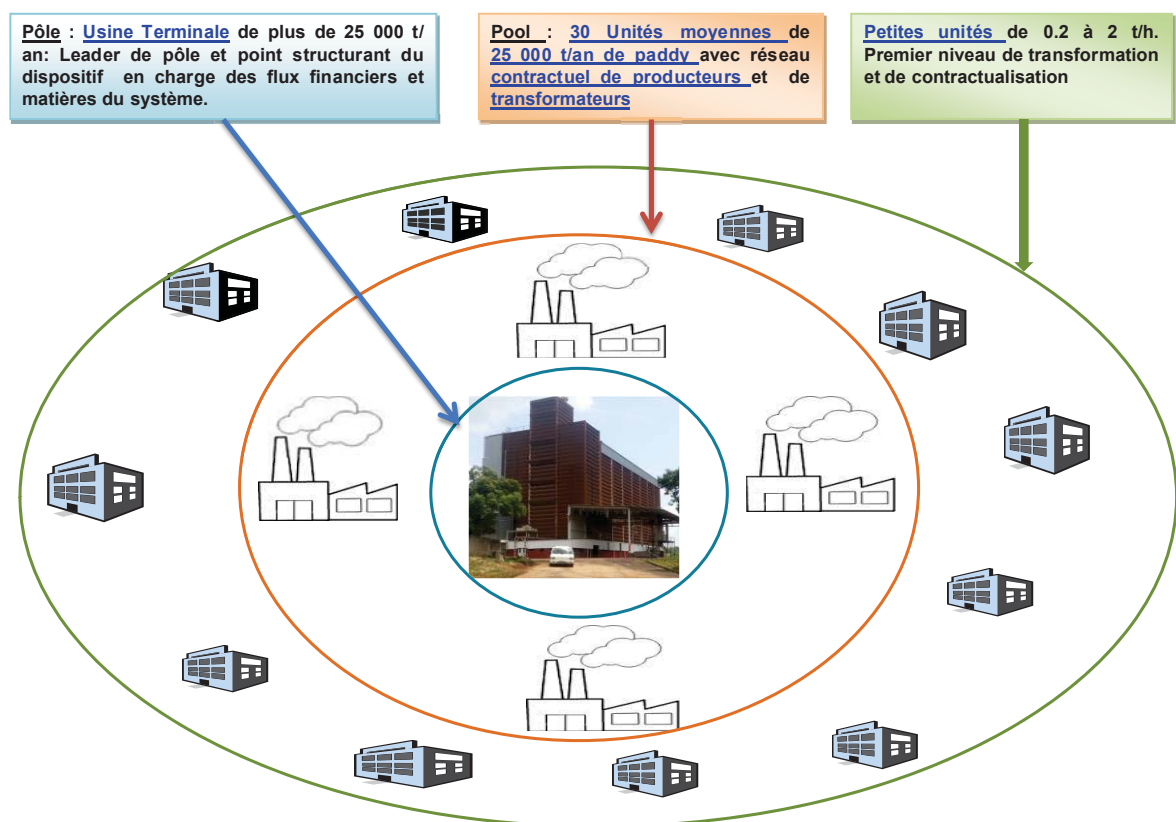 Pôle : Usine Terminale de plus de 25 000 t/
an: Leader de pôle et point structurant du
dispositif en charge des flux financiers et
matières du système.
Pool : 30 Unités moyennes de
25 000 t/an de paddy avec réseau
contractuel de producteurs et de
transformateurs
Petites unités de 0.2 à 2 t/h.
Premier niveau de transformation
et de contractualisation